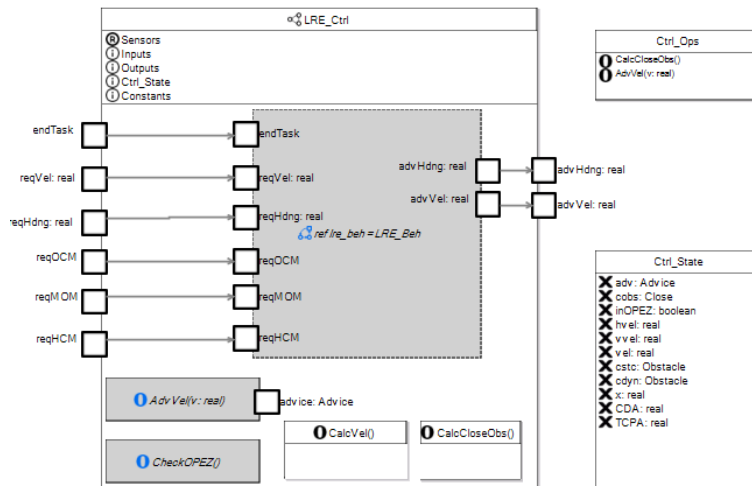 LRE_Ctrl
R Sensors
i Inputs
i Outputs
i Ctrl_State
i Constants
Ctrl_Ops
O CalcCloseObs()
O AdvVel(v: real)
endTask
endTask
reqVel: real
reqVel: real
reqHdng: real
reqHdng: real
reqOCM
reqOCM
reqMOM
reqMOM
reqHCM
reqHCM
ref lre_beh = LRE_Beh
advHdng: real
advHdng: real
advVel: real
advVel: real
Ctrl_State
X adv: Advice
X cobs: Close
X inOPEZ: boolean
X hvel: real
X vvel: real
X vel: real
X cstc: Obstacle
X cdyn: Obstacle
X x: real
X CDA: real
X TCPA: real
O AdvVel(v: real)
advice: Advice
O CalcVel()
O CalcCloseObs()
O CheckOPEZ()